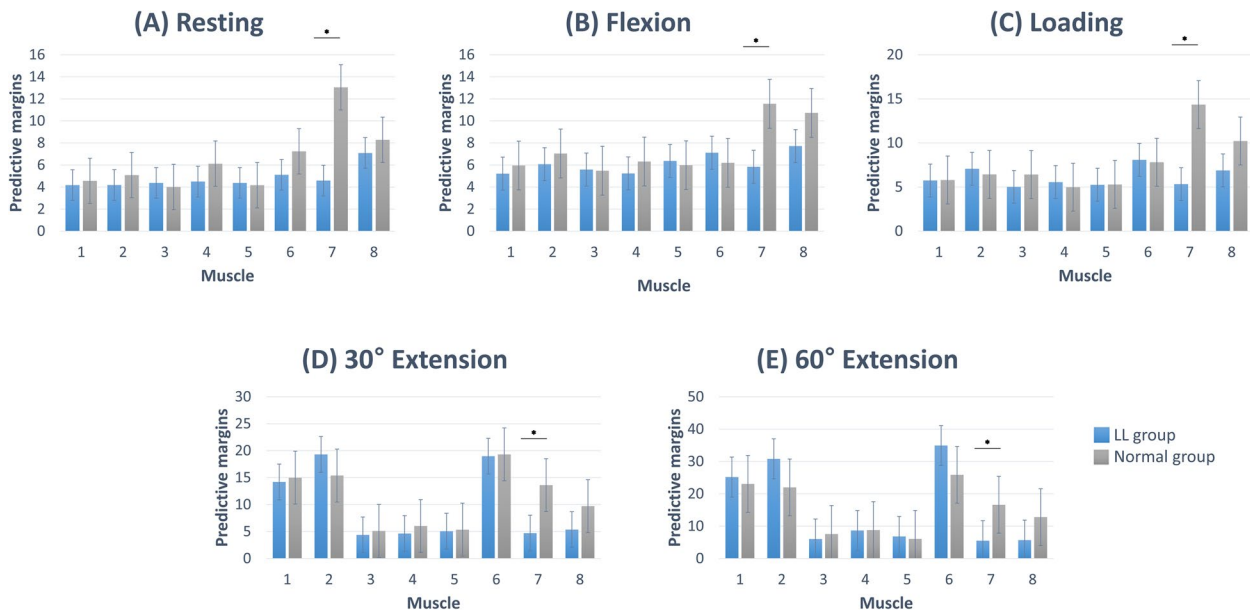 (A) Resting
*
Predictive margins
16
14
12
10
8
6
4
2
0
1 2 3 4 5 6 7 8
Muscle
(B) Flexion
*
Predictive margins
16
14
12
10
8
6
4
2
0
1 2 3 4 5 6 7 8
Muscle
(C) Loading
*
Predictive margins
20
15
10
5
0
1 2 3 4 5 6 7 8
Muscle
(D) 30° Extension
*
Predictive margins
30
25
20
15
10
5
0
1 2 3 4 5 6 7 8
Muscle
(E) 60° Extension
*
Predictive margins
50
40
30
20
10
0
1 2 3 4 5 6 7 8
Muscle
LL group
Normal group